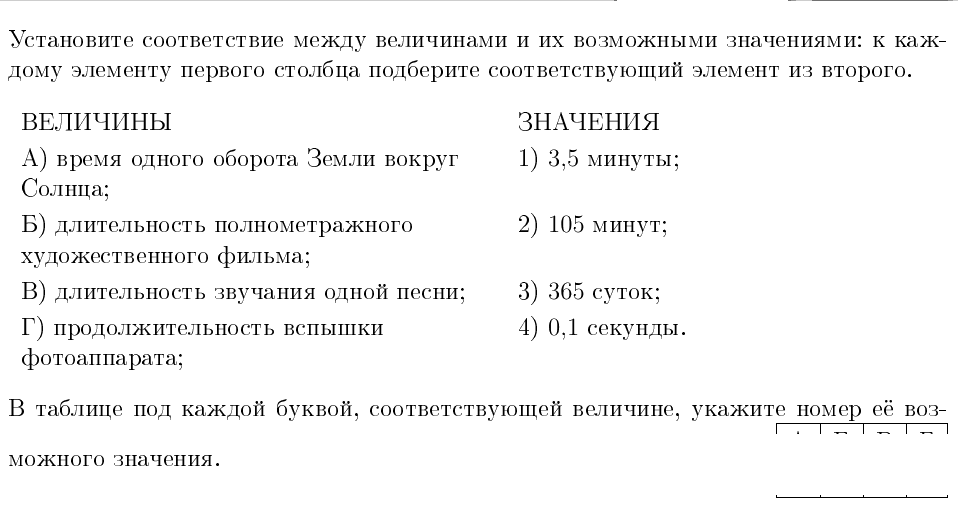 Установите соответствие между величинами и их возможными значениями: к каж-
дому элементу первого столбца подберите соответствующий элемент из второго.
ВЕЛИЧИНЫ
ЗНАЧЕНИЯ
А) время одного оборота Земли вокруг
1) 3,5 минуты;
Солнца;
Б) длительность полнометражного
2) 105 минут;
художественного фильма;
В) длительность звучания одной песни;
3) 365 суток;
Г) продолжительность вспышки
4) 0,1 секунды.
фотоаппарата;
В таблице под каждой буквой, соответствующей величине, укажите номер её воз-
можного значения.